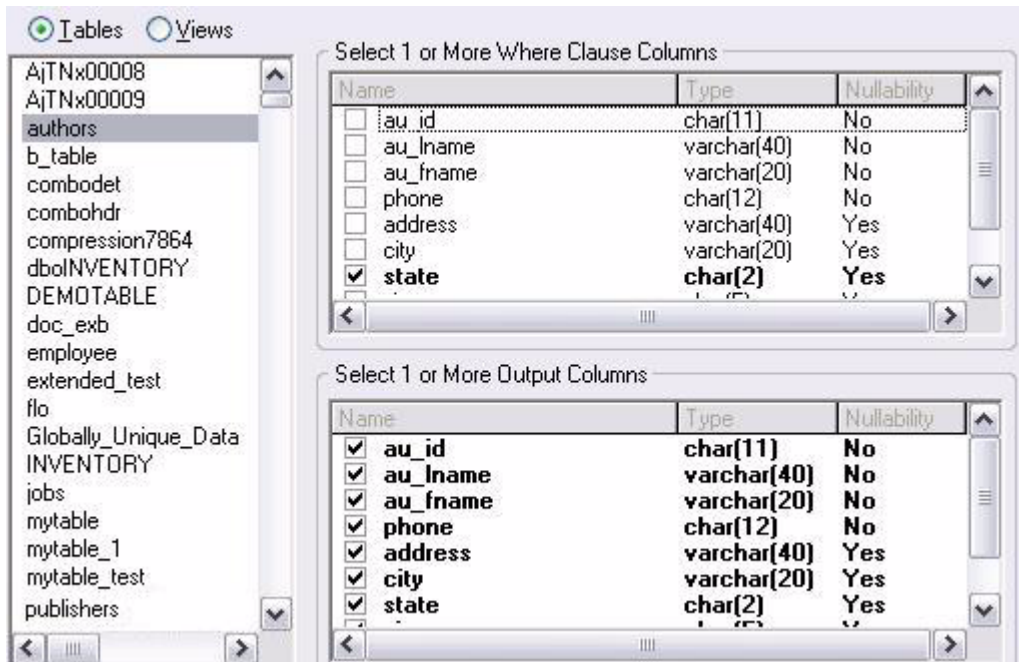 Tables Views
AjTNx00008
AjTNx00009
authors
b_table
combodet
combohdr
compression7864
dboINVENTORY
DEMOTABLE
doc_exb
employee
extended_test
flo
Globally_Unique_Data
INVENTORY
jobs
mytable
mytable_1
mytable_test
publishers
Select 1 or More Where Clause Columns
Name Type Nullability
au_id char(11) No
au_lname varchar(40) No
au_fname varchar(20) No
phone char(12) No
address varchar(40) Yes
city varchar(20) Yes
state char(2) Yes
Select 1 or More Output Columns
Name Type Nullability
au_id char(11) No
au_lname varchar(40) No
au_fname varchar(20) No
phone char(12) No
address varchar(40) Yes
city varchar(20) Yes
state char(2) Yes